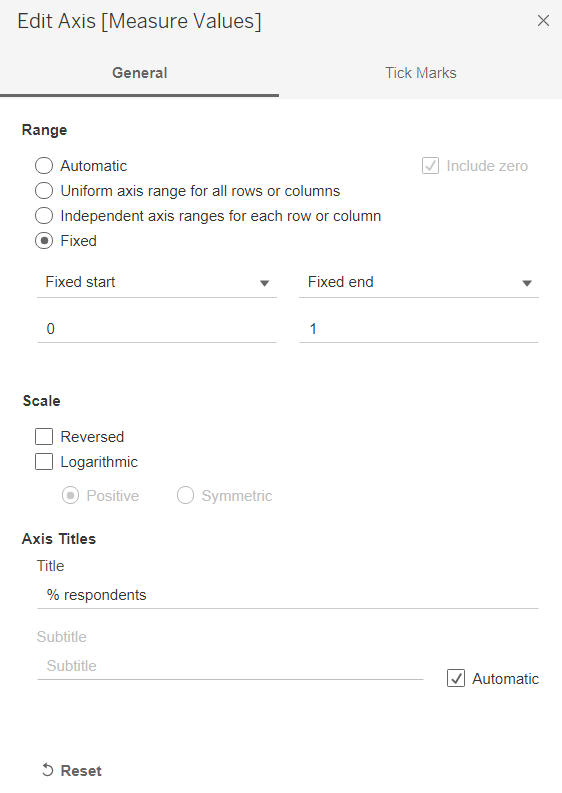 Edit Axis [Measure Values]
General
Tick Marks
Range
Automatic
Include zero
Uniform axis range for all rows or columns
Independent axis ranges for each row or column
Fixed
Fixed start
Fixed end
0
1
Scale
Reversed
Logarithmic
Positive
Symmetric
Axis Titles
Title
% respondents
Subtitle
Subtitle
Automatic
Reset